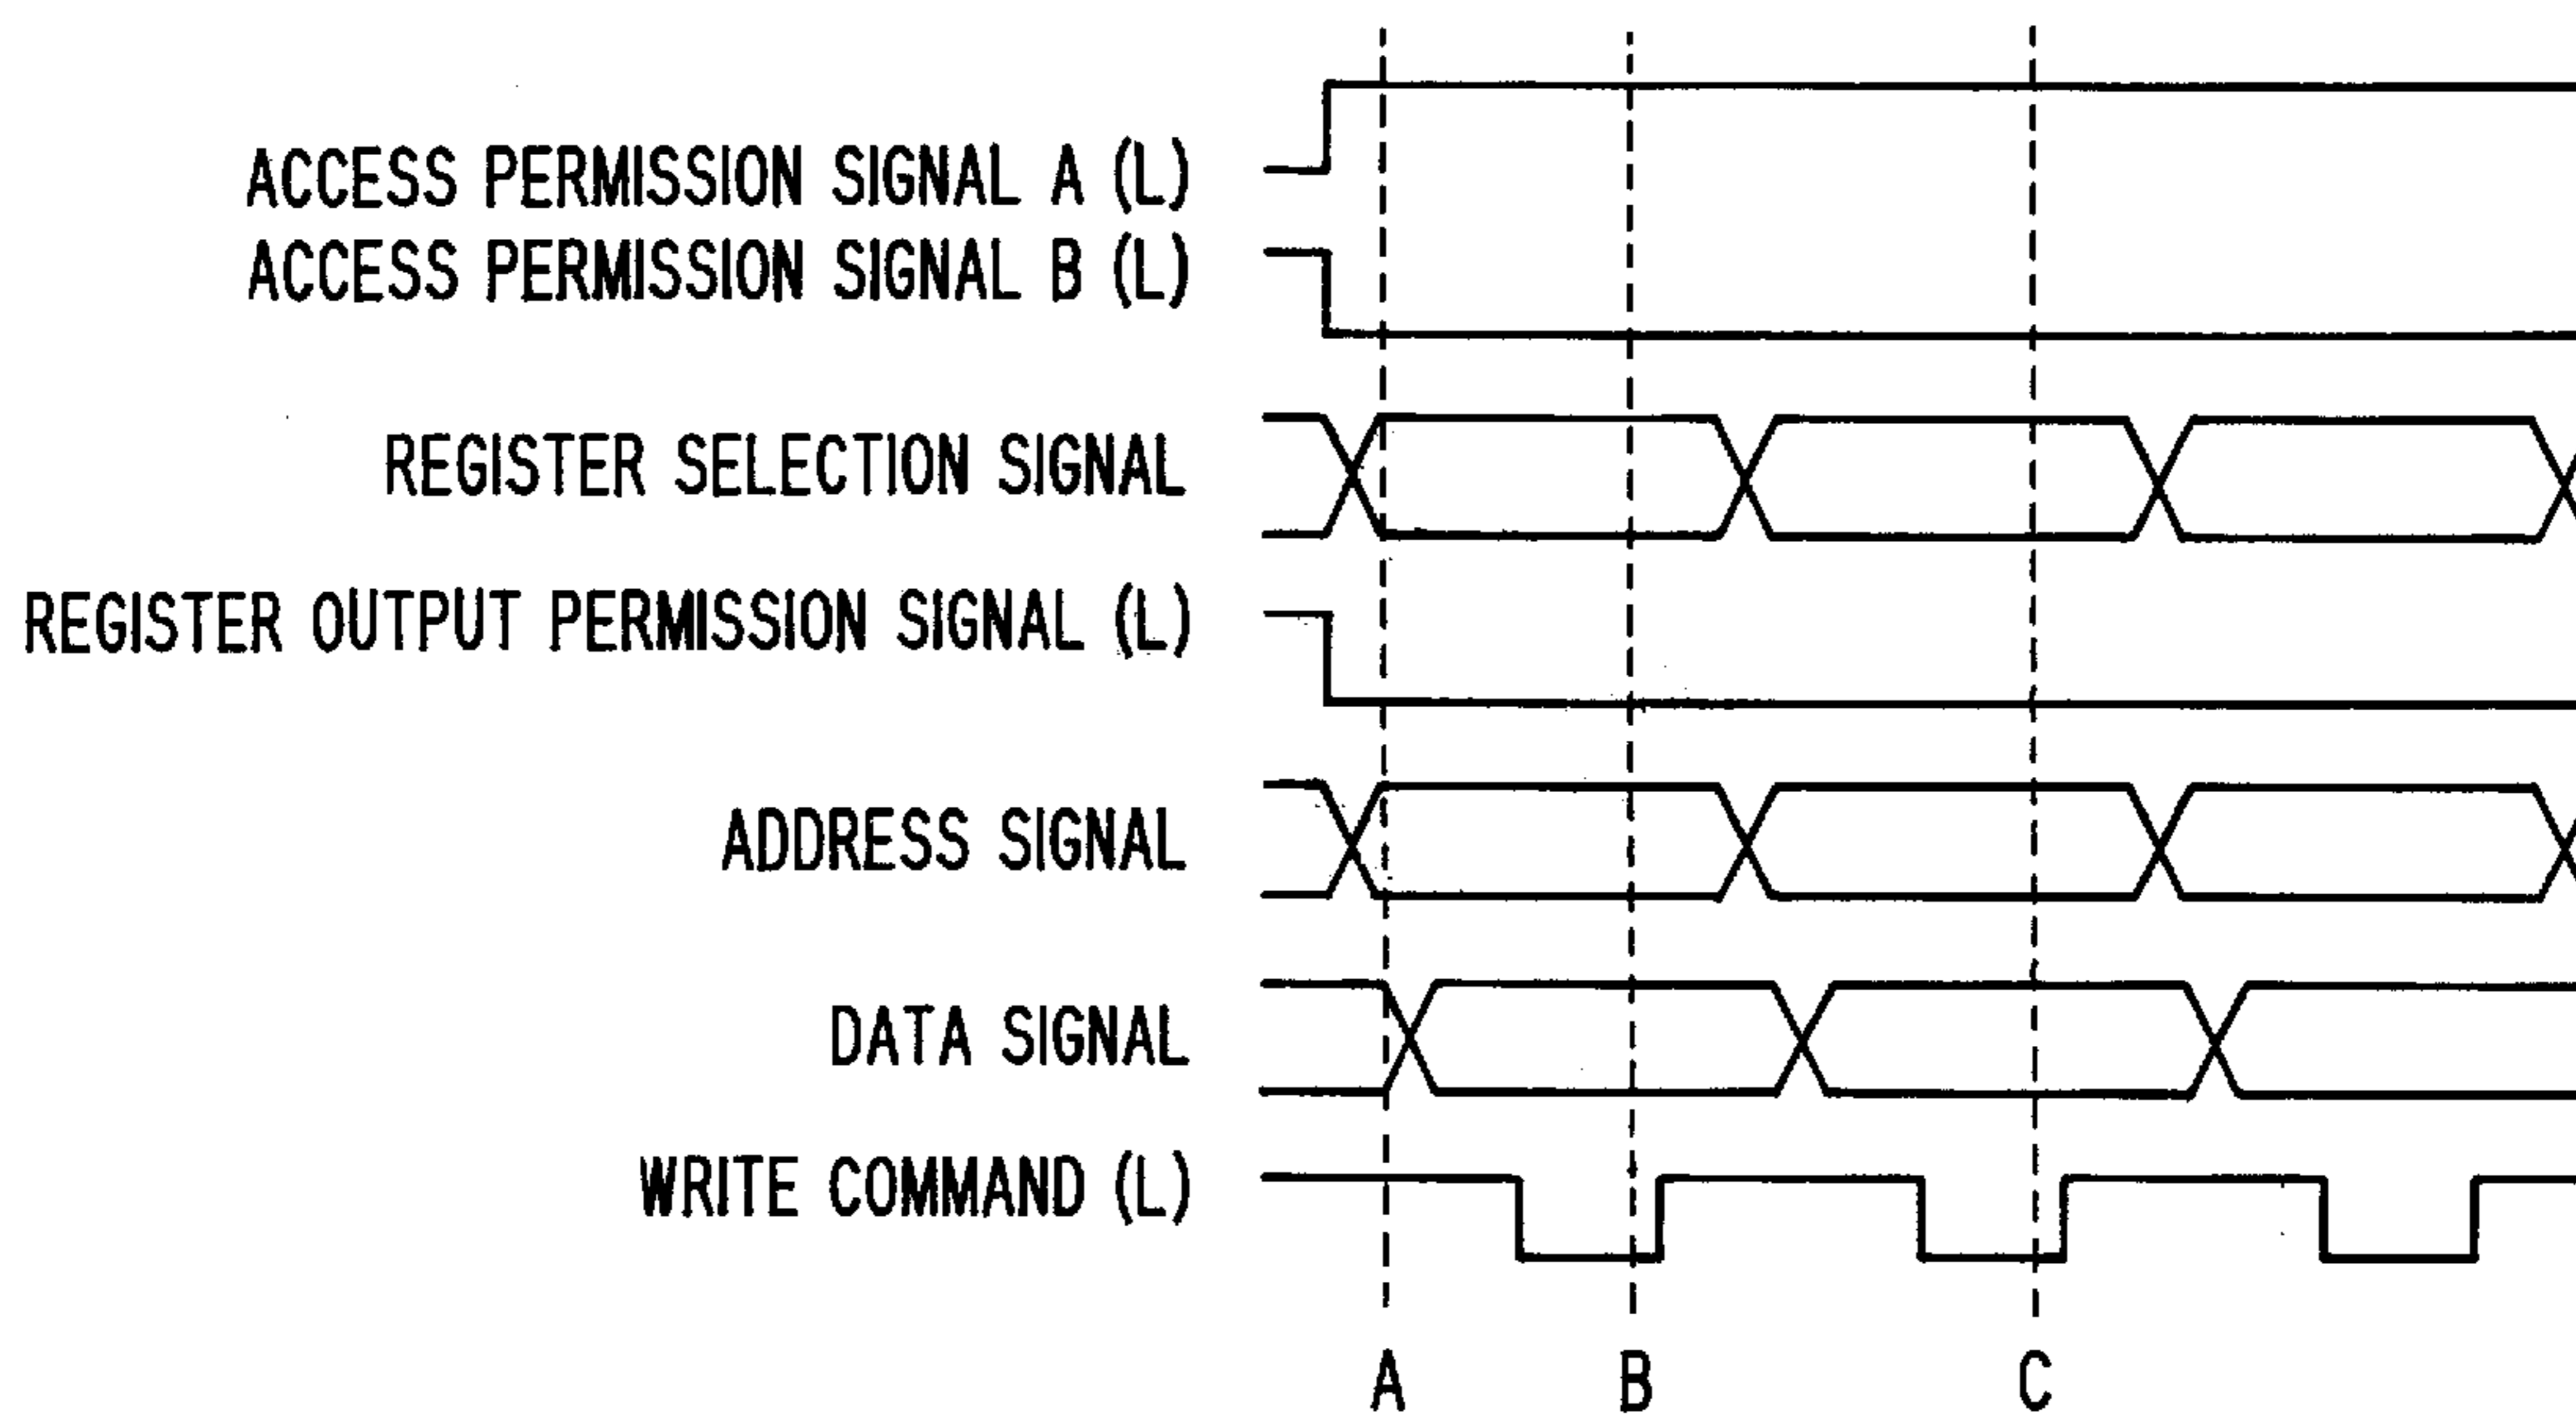 ACCESS PERMISSION SIGNAL A (L)
ACCESS PERMISSION SIGNAL B (L)
REGISTER SELECTION SIGNAL
REGISTER OUTPUT PERMISSION SIGNAL (L)
ADDRESS SIGNAL
DATA SIGNAL
WRITE COMMAND (L)
A B C